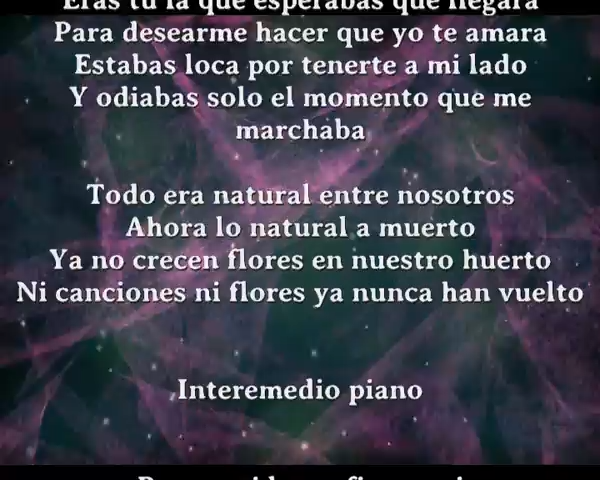 Eras tu la que esperabas que llegara
Para desearme hacer que yo te amara
Estabas loca por tenerte a mi lado
Y odiabas solo el momento que me
marchaba
Todo era natural entre nosotros
Ahora lo natural a muerto
Ya no crecen flores en nuestro huerto
Ni canciones ni flores ya nunca han vuelto
Interemedio piano